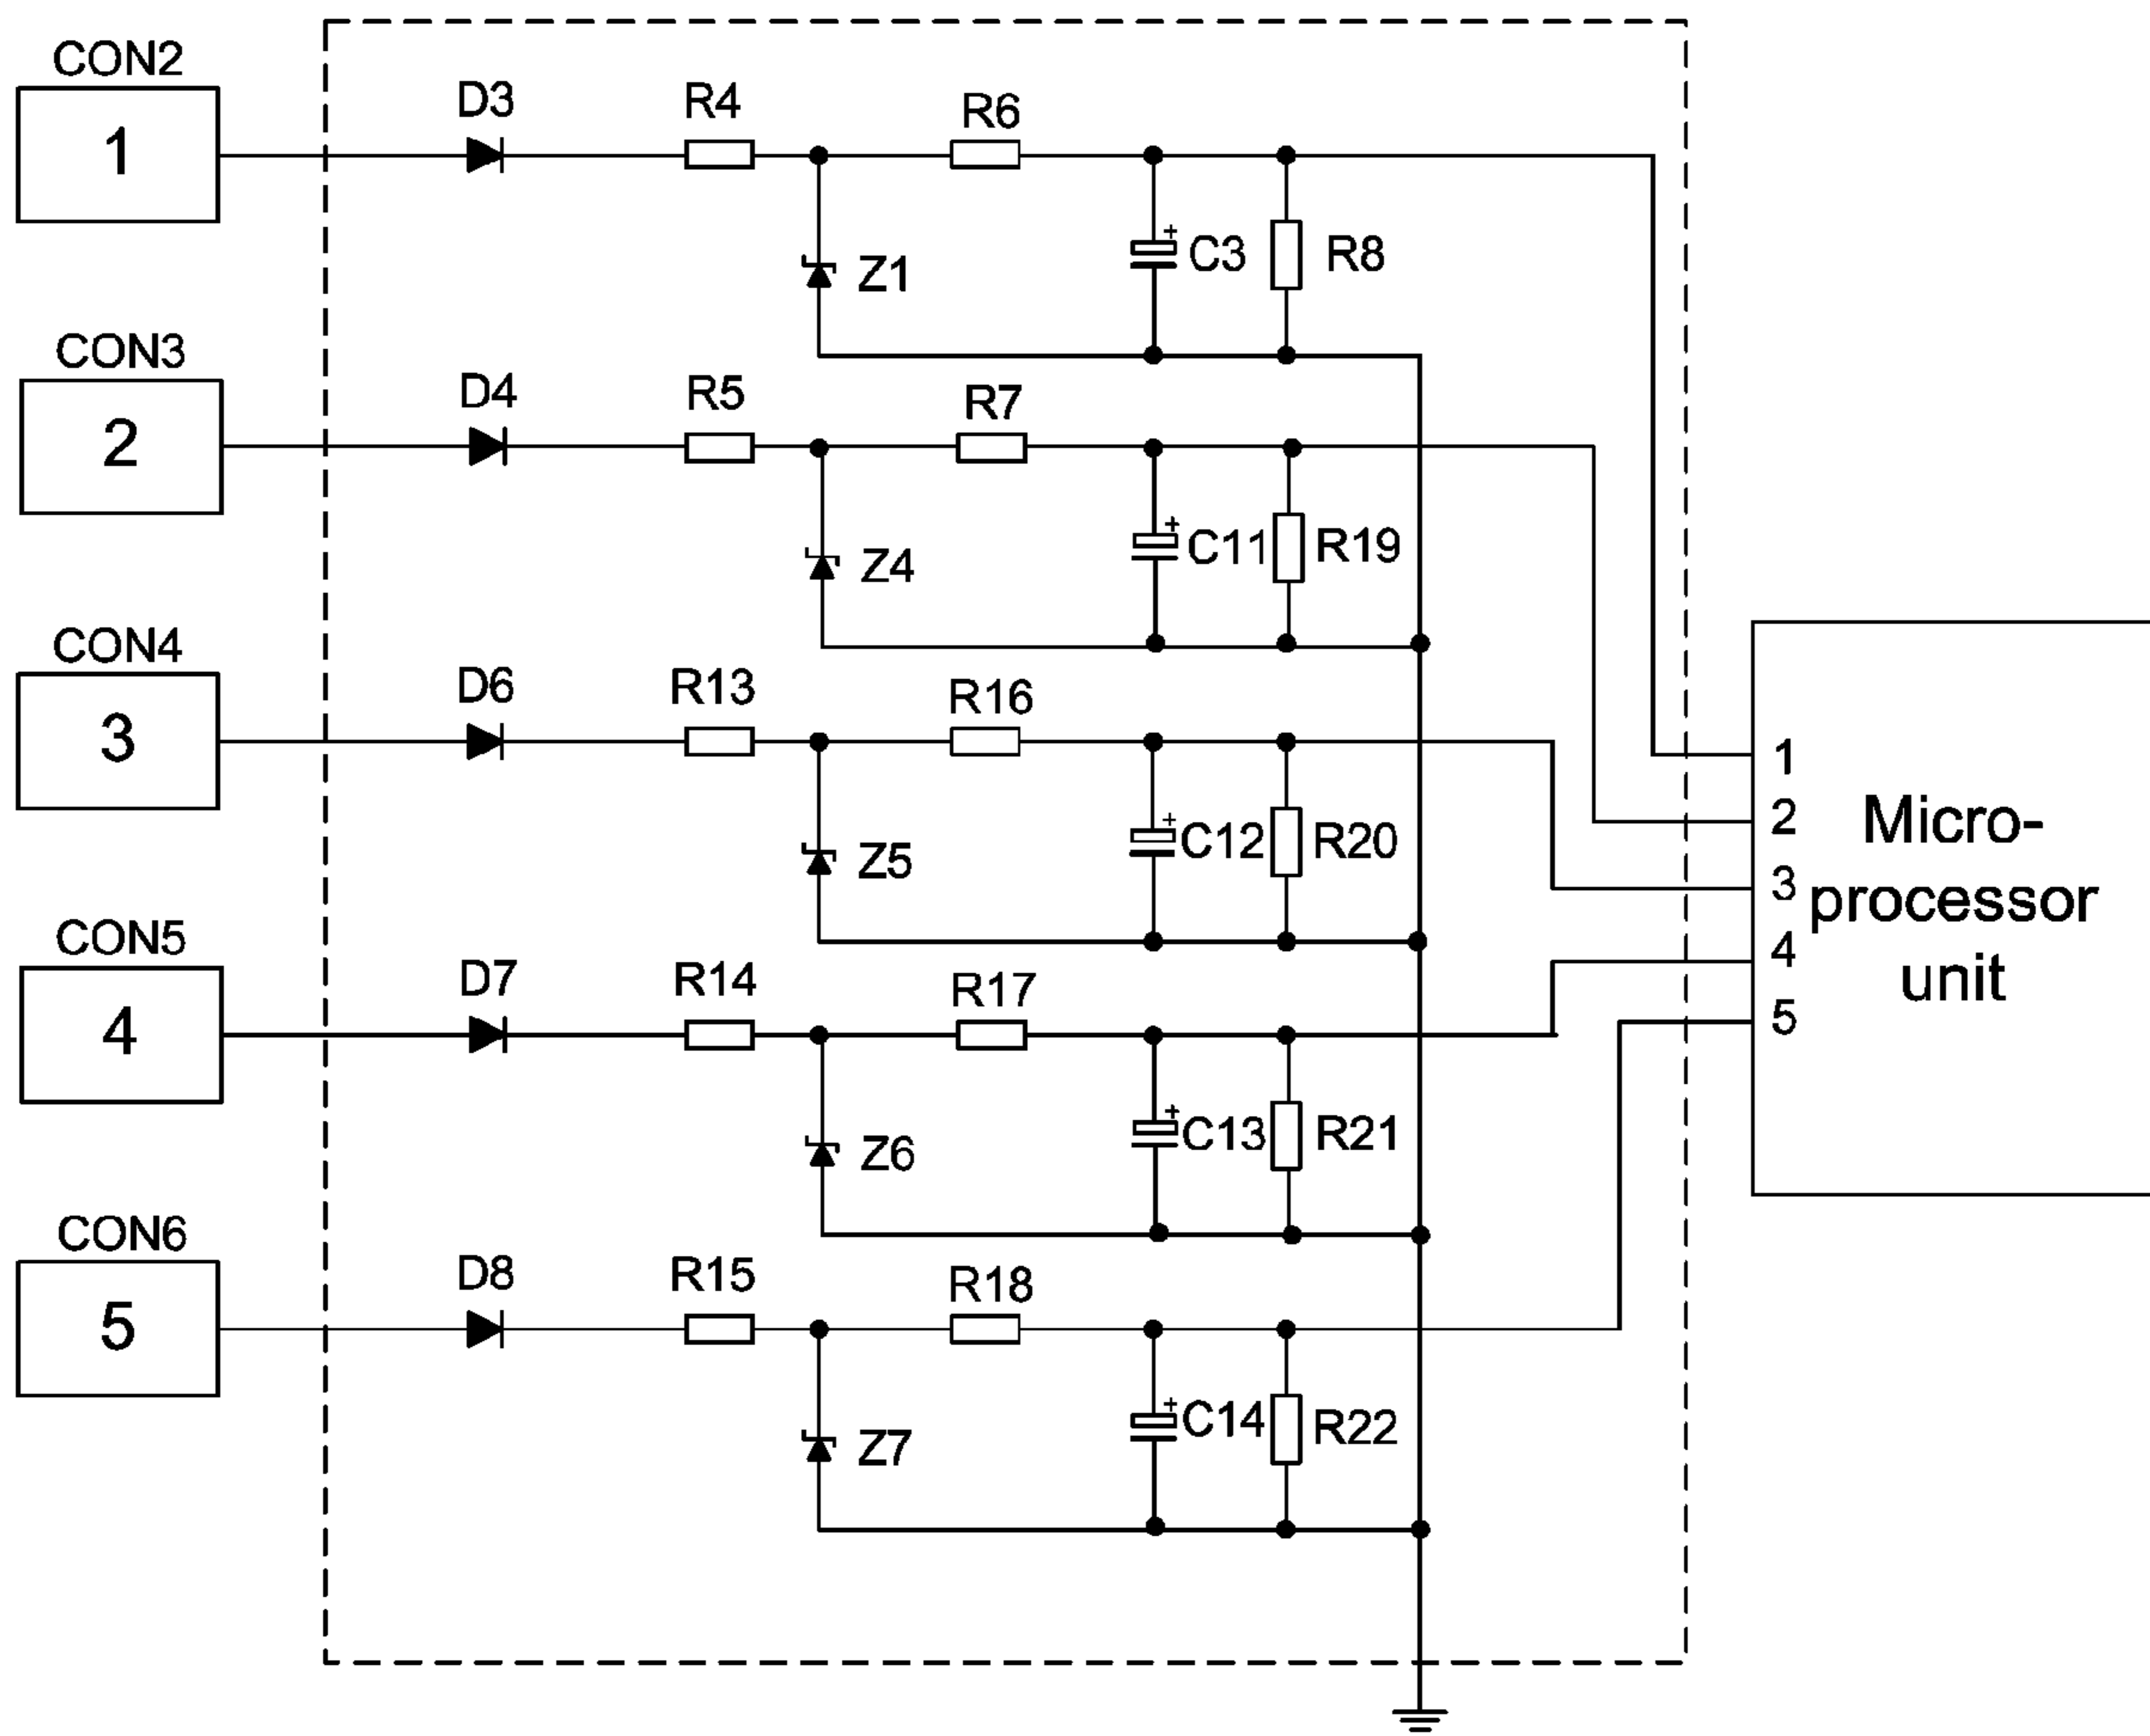 CON2
1
D3
R4
R6
Z1
+
C3
R8
CON3
2
D4
R5
R7
Z4
+
C11
R19
CON4
3
D6
R13
R16
Z5
+
C12
R20
CON5
4
D7
R14
R17
Z6
+
C13
R21
CON6
5
D8
R15
R18
Z7
+
C14
R22
1
2
3
4
5
Micro-
processor
unit